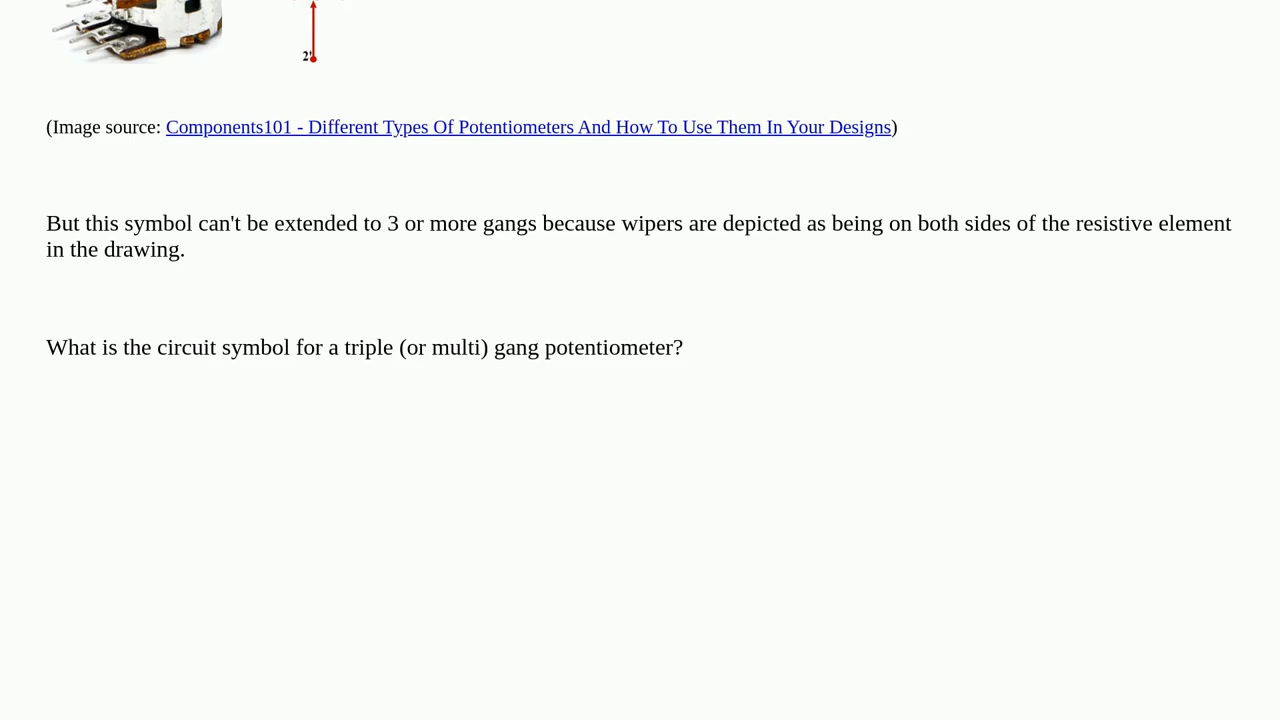 2'
(Image source: Components101 - Different Types Of Potentiometers And How To Use Them In Your Designs)
But this symbol can't be extended to 3 or more gangs because wipers are depicted as being on both sides of the resistive element
in the drawing.
What is the circuit symbol for a triple (or multi) gang potentiometer?